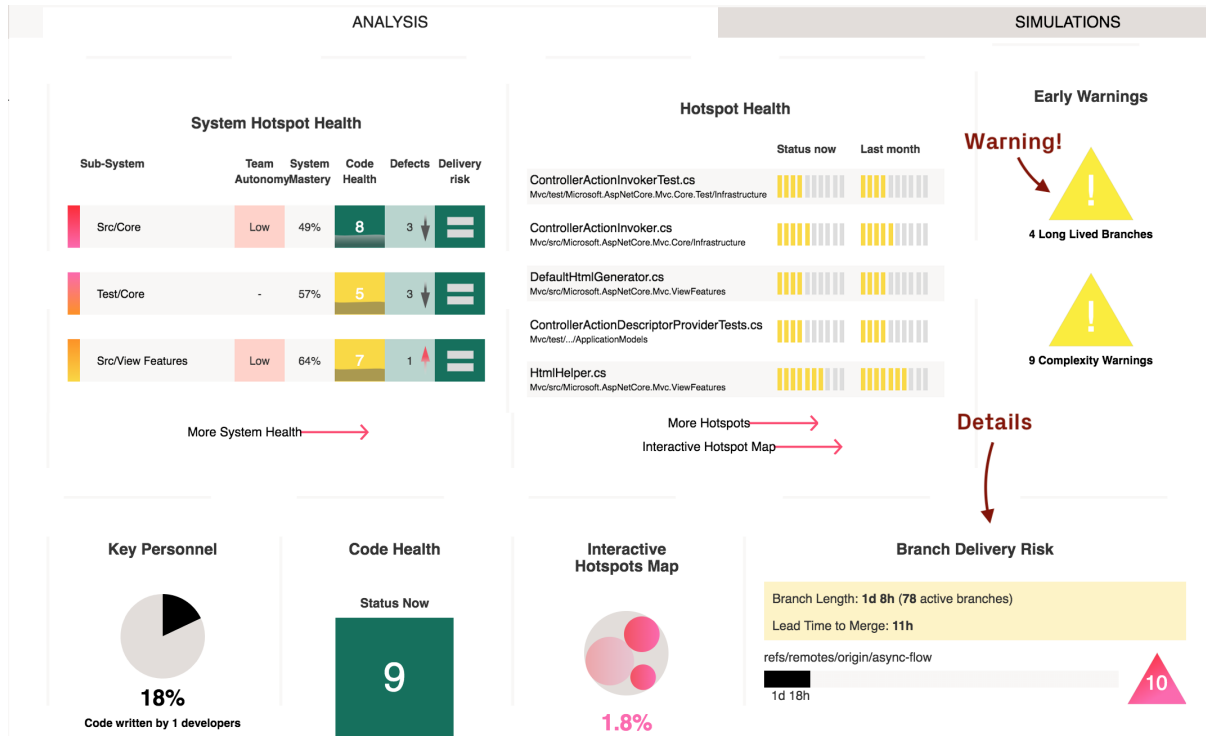 ANALYSIS
SIMULATIONS
System Hotspot Health
Sub-System
Team Autonomy
System Mastery
Code Health
Defects
Delivery risk
Src/Core
Low
49%
8
3
Test/Core
-
57%
5
3
Src/View Features
Low
64%
7
1
More System Health
Hotspot Health
Status now
Last month
ControllerActionInvokerTest.cs
Mvc/test/Microsoft.AspNetCore.Mvc.Core.Test/Infrastructure
ControllerActionInvoker.cs
Mvc/src/Microsoft.AspNetCore.Mvc.Core/Infrastructure
DefaultHtmlGenerator.cs
Mvc/src/Microsoft.AspNetCore.Mvc.ViewFeatures
ControllerActionDescriptorProviderTests.cs
Mvc/test/.../ApplicationModels
HtmlHelper.cs
Mvc/src/Microsoft.AspNetCore.Mvc.ViewFeatures
More Hotspots
Interactive Hotspot Map
Early Warnings
Warning!
!
4 Long Lived Branches
!
9 Complexity Warnings
Details
Key Personnel
18%
Code written by 1 developers
Code Health
Status Now
9
Interactive
Hotspots Map
1.8%
Branch Delivery Risk
Branch Length: 1d 8h (78 active branches)
Lead Time to Merge: 11h
refs/remotes/origin/async-flow
1d 18h
10